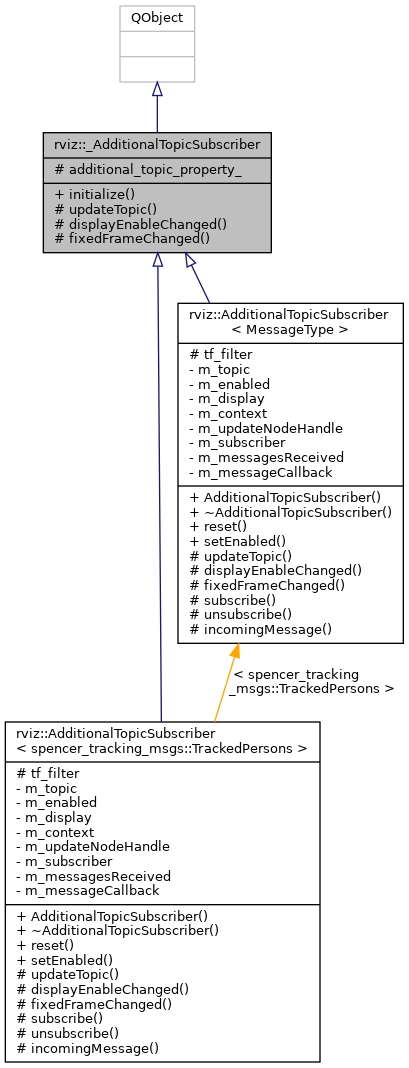 QObject
rviz::_AdditionalTopicSubscriber
# additional_topic_property_
+ initialize()
# updateTopic()
# displayEnableChanged()
# fixedFrameChanged()
rviz::AdditionalTopicSubscriber
< MessageType >
# tf_filter
- m_topic
- m_enabled
- m_display
- m_context
- m_updateNodeHandle
- m_subscriber
- m_messagesReceived
- m_messageCallback
+ AdditionalTopicSubscriber()
+ ~AdditionalTopicSubscriber()
+ reset()
+ setEnabled()
# updateTopic()
# displayEnableChanged()
# fixedFrameChanged()
# subscribe()
# unsubscribe()
# incomingMessage()
< spencer_tracking
_msgs::TrackedPersons >
rviz::AdditionalTopicSubscriber
< spencer_tracking_msgs::TrackedPersons >
# tf_filter
- m_topic
- m_enabled
- m_display
- m_context
- m_updateNodeHandle
- m_subscriber
- m_messagesReceived
- m_messageCallback
+ AdditionalTopicSubscriber()
+ ~AdditionalTopicSubscriber()
+ reset()
+ setEnabled()
# updateTopic()
# displayEnableChanged()
# fixedFrameChanged()
# subscribe()
# unsubscribe()
# incomingMessage()